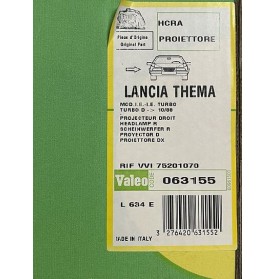 HCRA
Piece d'Origine
Original Part
PROIETTORE
LANCIA THEMA
MOD.I.E.-I.E. TURBO
TURBO D -> 10/88
PROJECTEUR DROIT
HEADLAMP R
SCHEINWERFER R
PROYECTOR D
PROIETTORE DX
RIF VVI 75201070
Valeo
063155
L 634 E
MADE IN ITALY
3 276420 631552